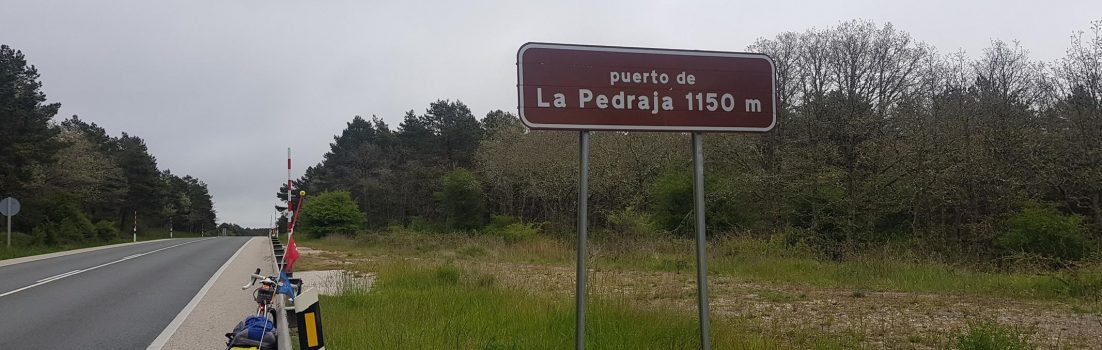 puerto de
La Pedraja 1150 m